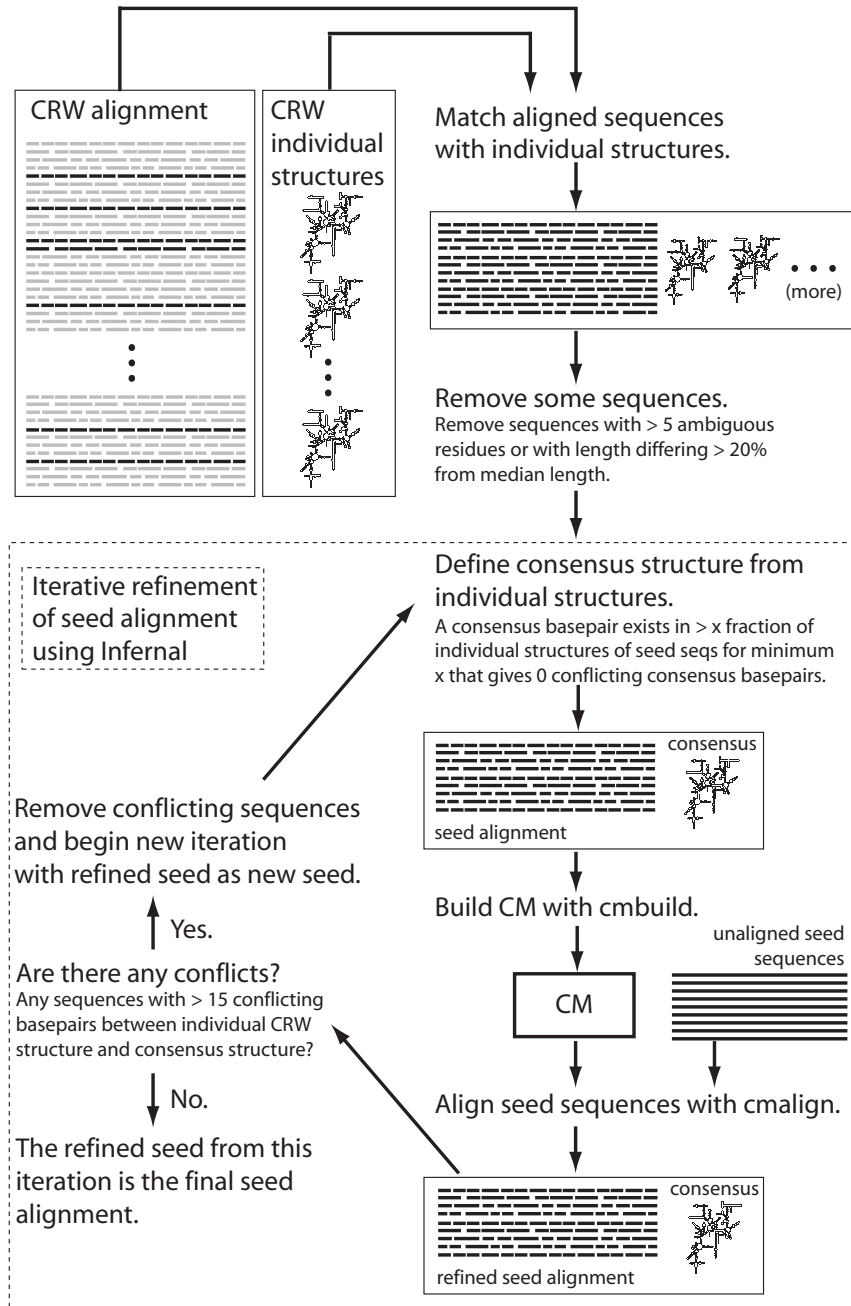 CRW alignment
CRW
individual
structures
Match aligned sequences
with individual structures.
(more)
Remove some sequences.
Remove sequences with > 5 ambiguous
residues or with length differing > 20%
from median length.
Iterative refinement
of seed alignment
using Infernal
Define consensus structure from
individual structures.
A consensus basepair exists in > x fraction of
individual structures of seed seqs for minimum
x that gives 0 conflicting consensus basepairs.
consensus
seed alignment
Build CM with cmbuild.
unaligned seed
sequences
CM
Align seed sequences with cmalign.
consensus
refined seed alignment
Remove conflicting sequences
and begin new iteration
with refined seed as new seed.
Yes.
Are there any conflicts?
Any sequences with > 15 conflicting
basepairs between individual CRW
structure and consensus structure?
No.
The refined seed from this
iteration is the final seed
alignment.